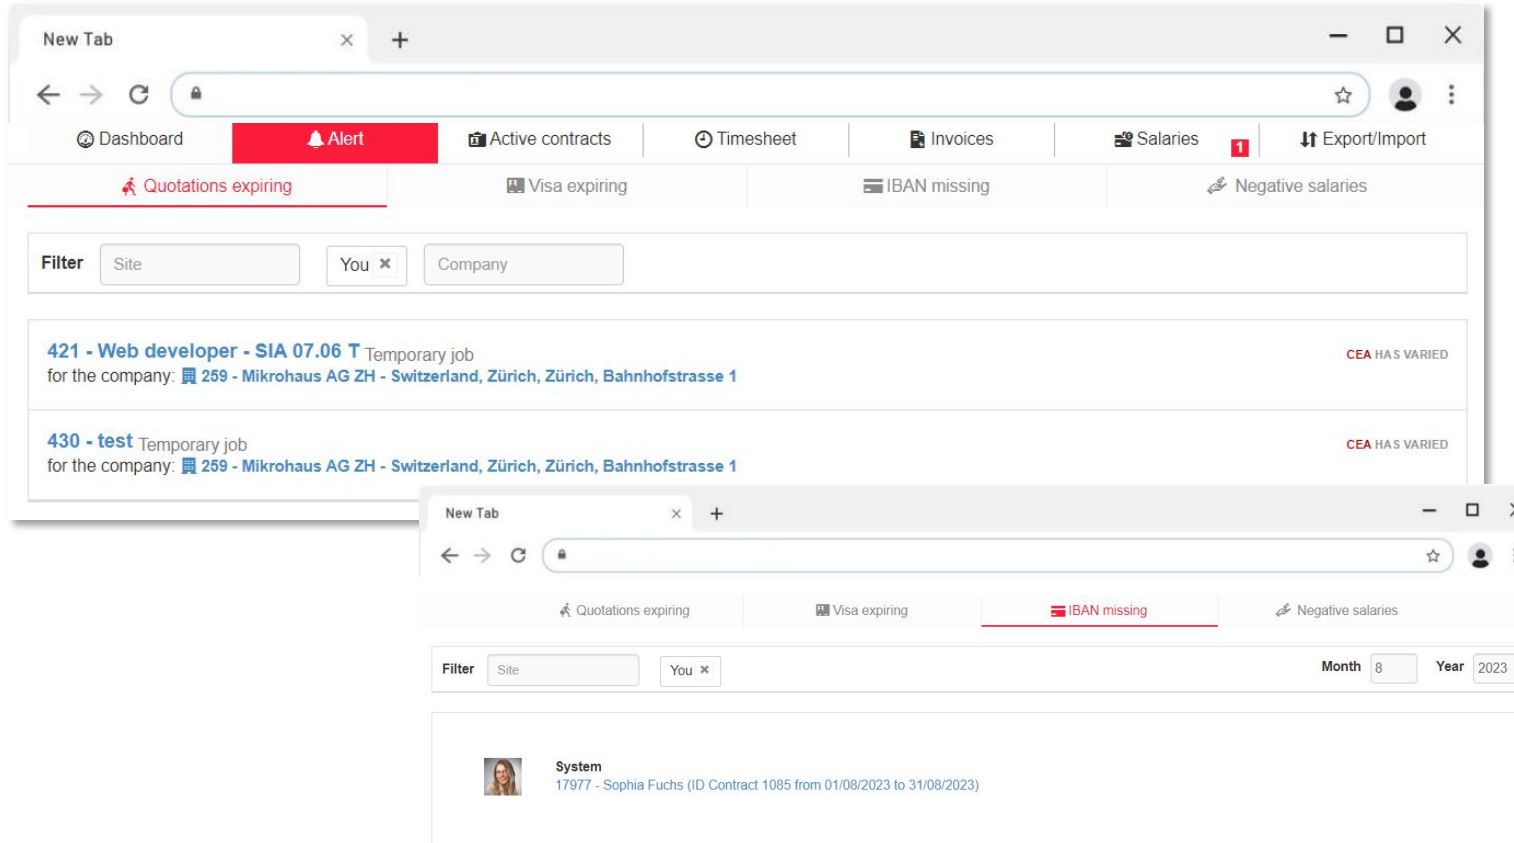 New Tab
Dashboard Alert Active contracts Timesheet Invoices Salaries 1 Export/Import
Quotations expiring Visa expiring IBAN missing Negative salaries
Filter Site You Company
421 - Web developer - SIA 07.06 T Temporary job CEA HAS VARIED
for the company: 259 - Mikrohaus AG ZH - Switzerland, Zürich, Zürich, Bahnhofstrasse 1
430 - test Temporary job CEA HAS VARIED
for the company: 259 - Mikrohaus AG ZH - Switzerland, Zürich, Zürich, Bahnhofstrasse 1
New Tab
Quotations expiring Visa expiring IBAN missing Negative salaries
Filter Site You Month 8 Year 2023
System
17977 - Sophia Fuchs (ID Contract 1085 from 01/08/2023 to 31/08/2023)